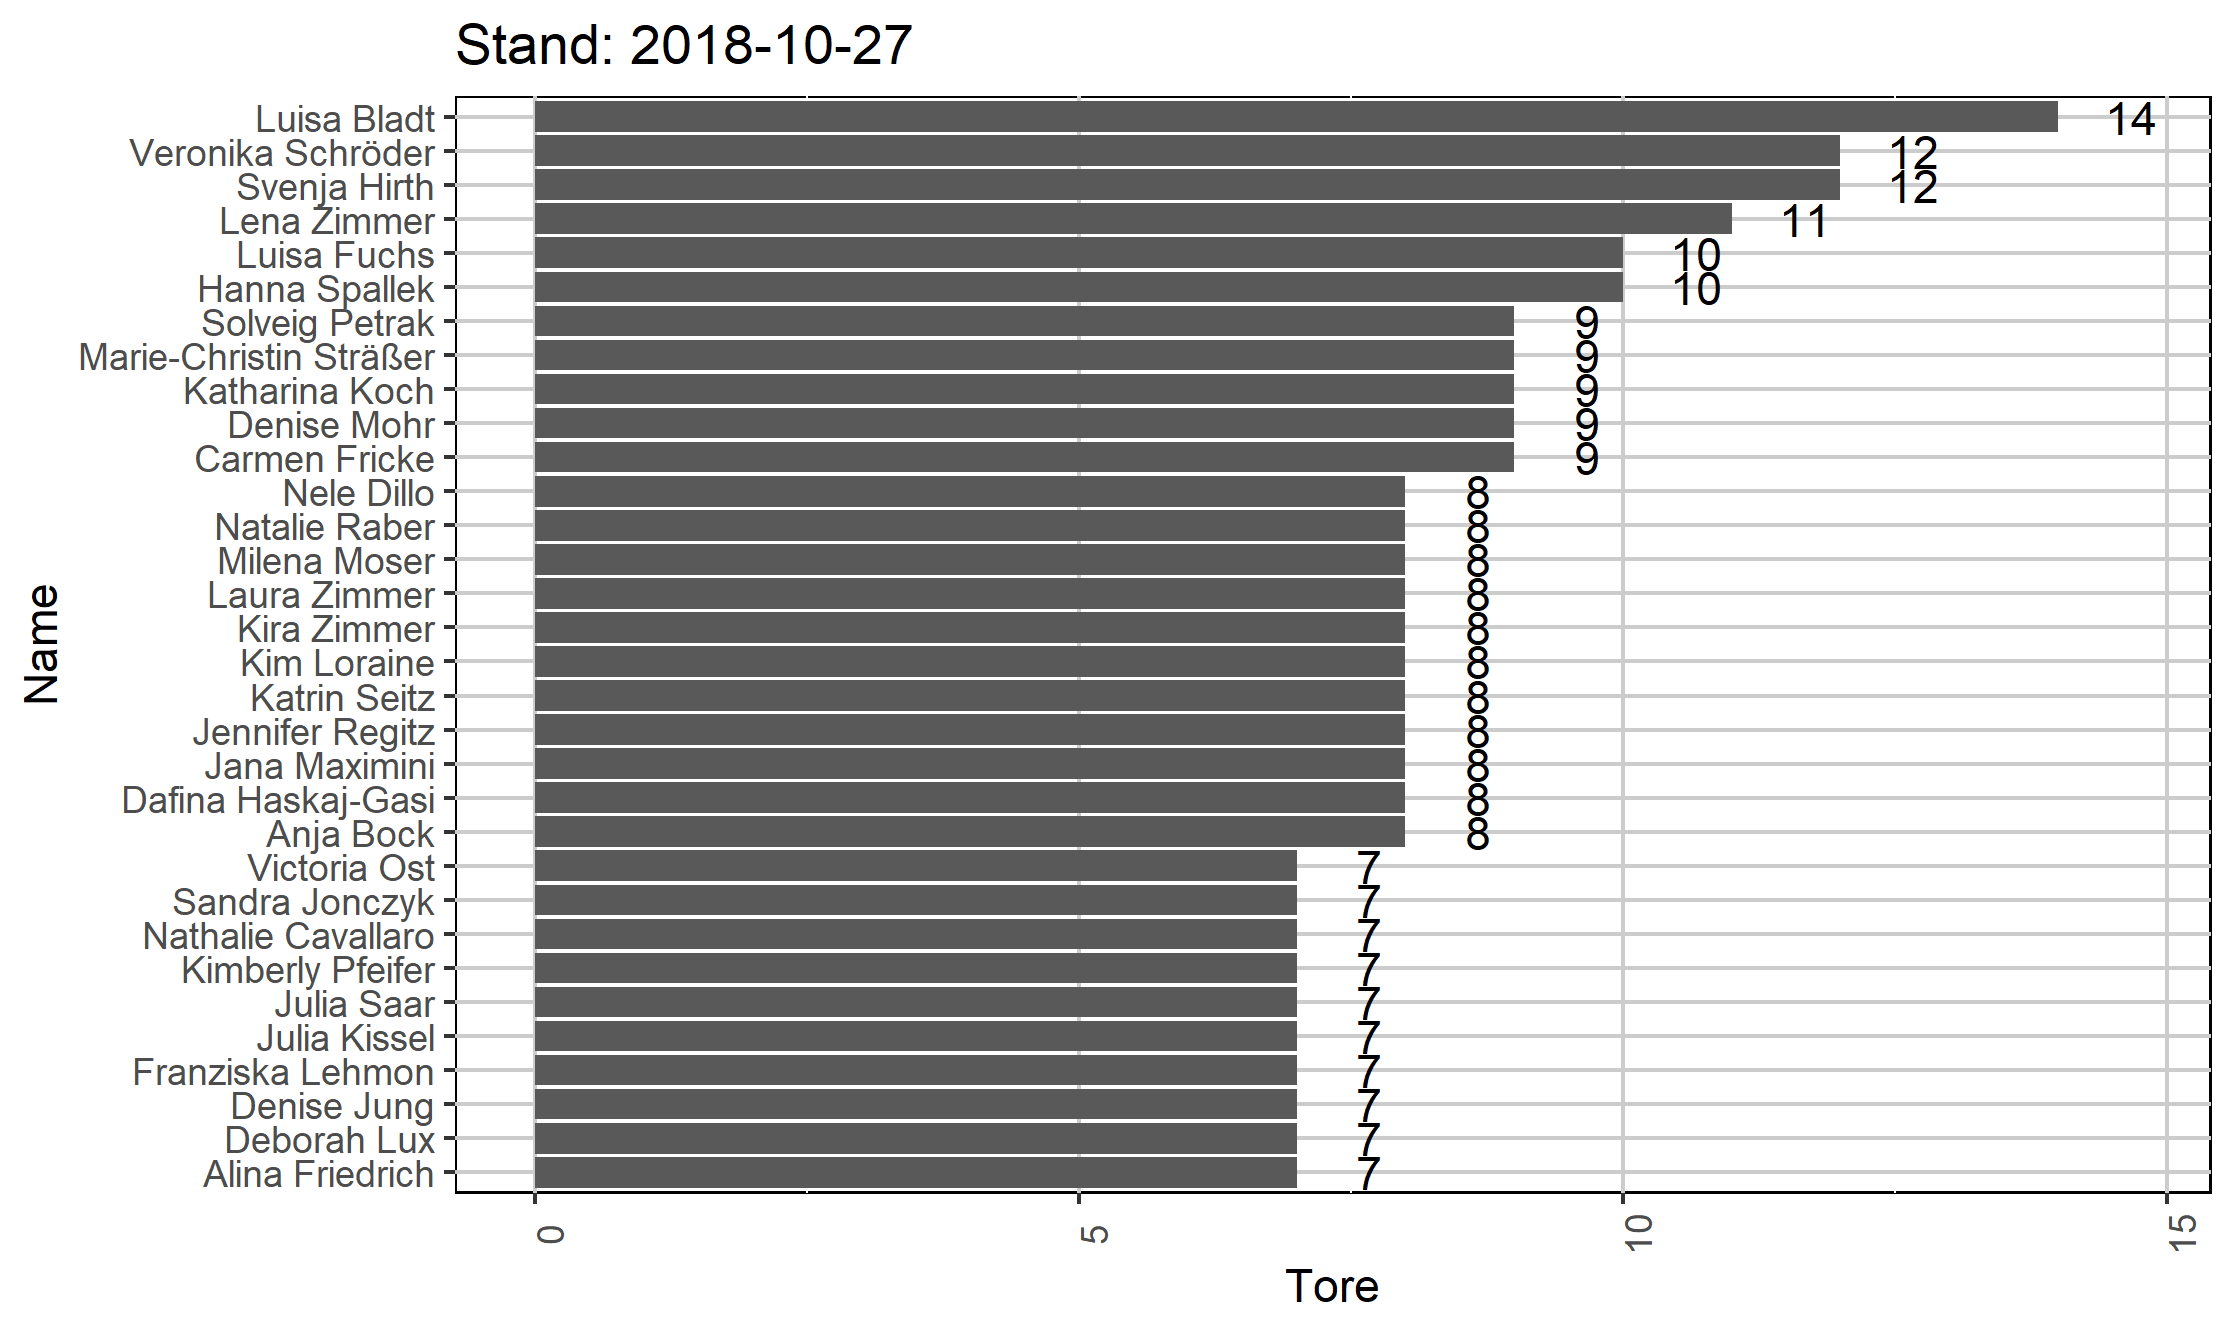 Stand: 2018-10-27
Luisa Bladt 14
Veronika Schröder 12
Svenja Hirth 12
Lena Zimmer 11
Luisa Fuchs 10
Hanna Spallek 10
Solveig Petrak 9
Marie-Christin Sträßer 9
Katharina Koch 9
Denise Mohr 9
Carmen Fricke 9
Nele Dillo 8
Natalie Raber 8
Milena Moser 8
Laura Zimmer 8
Kira Zimmer 8
Kim Loraine 8
Katrin Seitz 8
Jennifer Regitz 8
Jana Maximini 8
Dafina Haskaj-Gasi 8
Anja Bock 8
Victoria Ost 7
Sandra Jonczyk 7
Nathalie Cavallaro 7
Kimberly Pfeifer 7
Julia Saar 7
Julia Kissel 7
Franziska Lehmon 7
Denise Jung 7
Deborah Lux 7
Alina Friedrich 7
Name
0 5 10 15
Tore